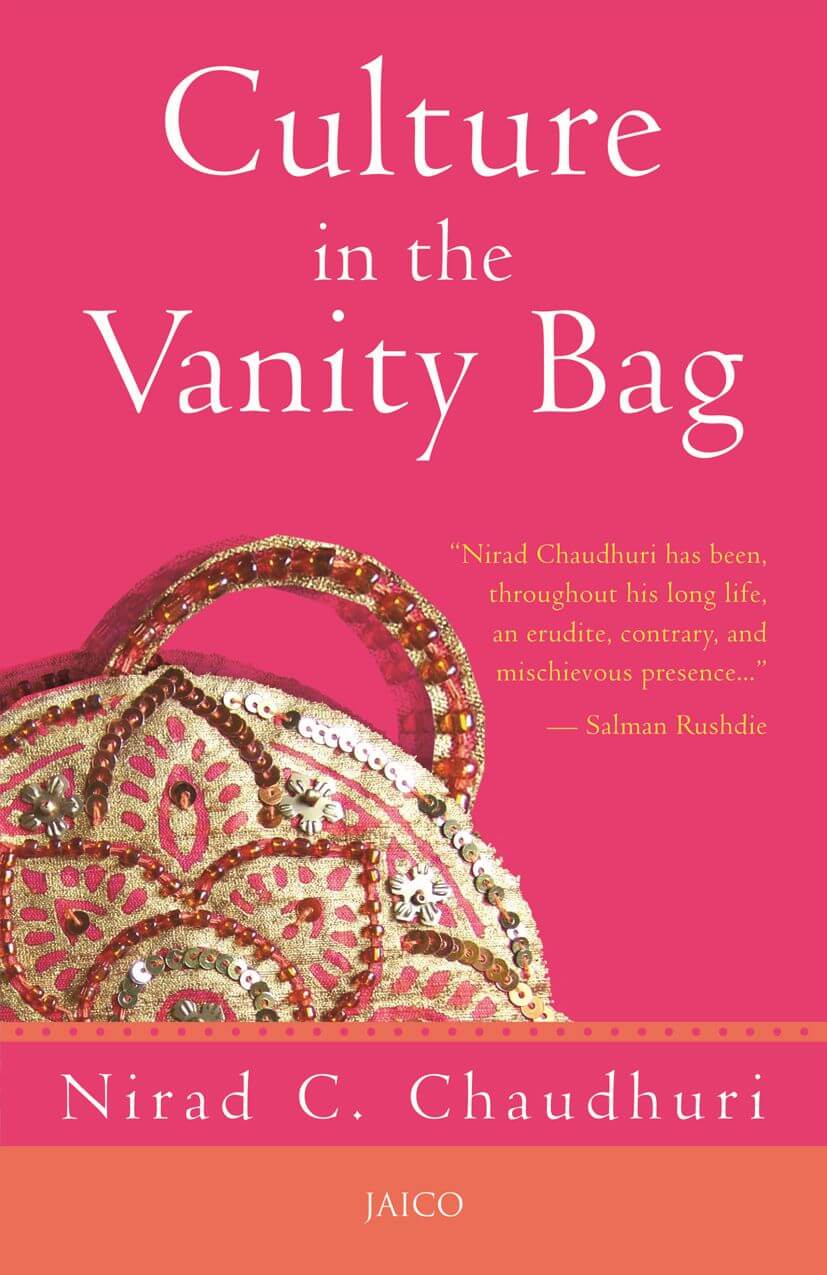 Culture
in the
Vanity Bag
“Nirad Chaudhuri has been,
throughout his long life,
an erudite, contrary, and
mischievous presence...”
— Salman Rushdie
Nirad C. Chaudhuri
JAICO